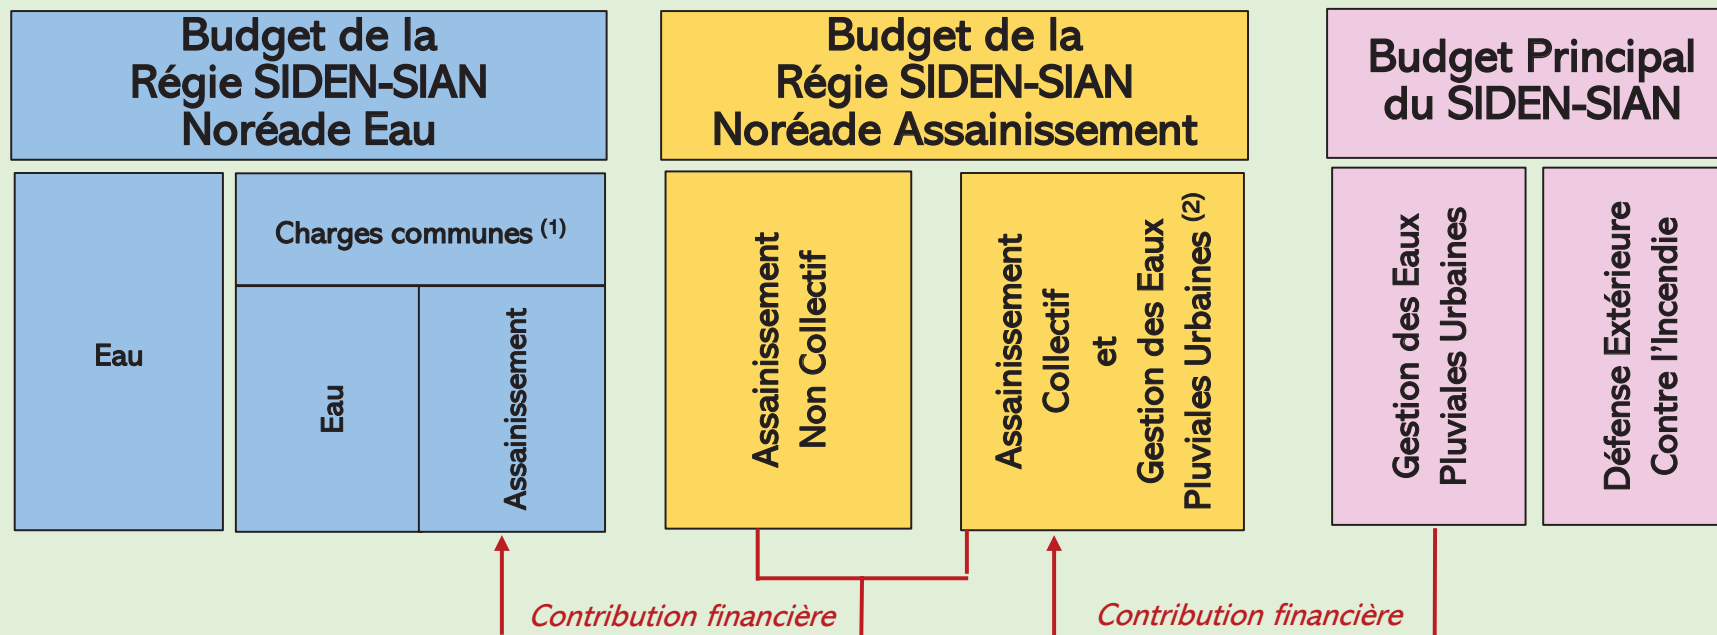 Budget de la
Régie SIDEN-SIAN
Noréade Eau
Budget de la
Régie SIDEN-SIAN
Noréade Assainissement
Budget Principal
du SIDEN-SIAN
Eau
Charges communes (1)
Eau
Assainissement
Assainissement
Non Collectif
Assainissement
Collectif
et
Gestion des Eaux
Pluviales Urbaines (2)
Gestion des Eaux
Pluviales Urbaines
Défense Extérieure
Contre l'Incendie
Contribution financière
Contribution financière